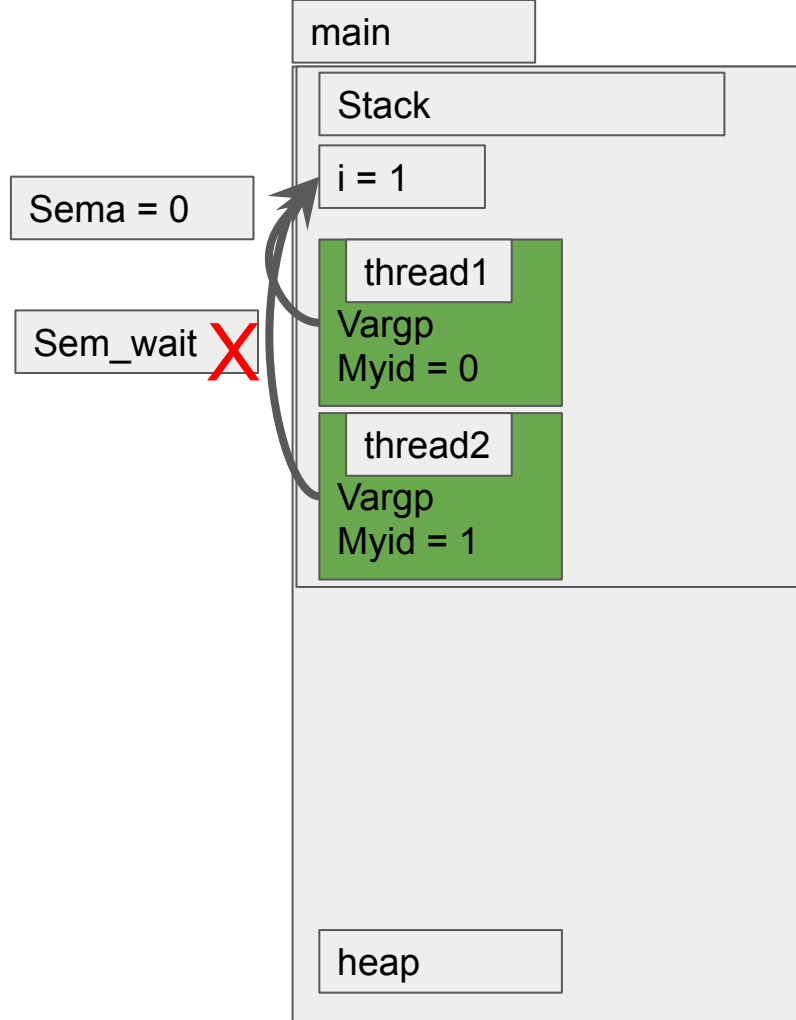 main
Stack
i = 1
Sema = 0
thread1
Vargp
Myid = 0
Sem_wait
X
thread2
Vargp
Myid = 1
heap